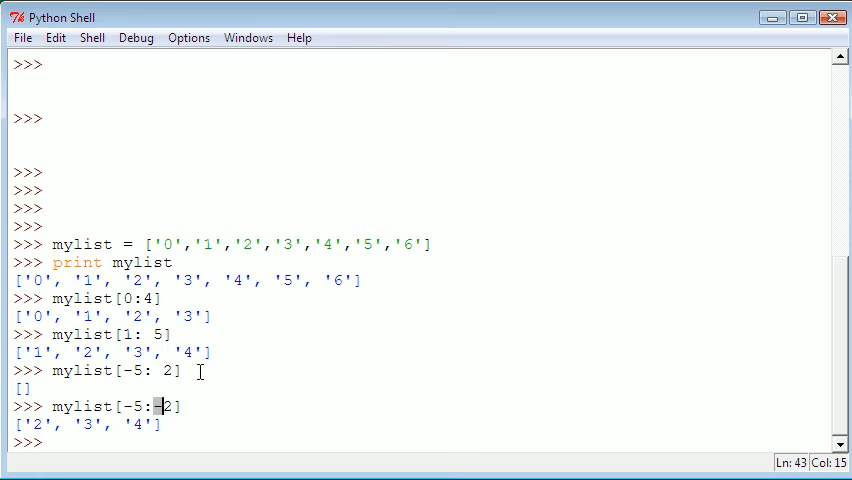 Python Shell
File Edit Shell Debug Options Windows Help
>>>
>>>
>>>
>>>
>>>
>>>
>>> mylist = ['0','1','2','3','4','5','6']
>>> print mylist
['0', '1', '2', '3', '4', '5', '6']
>>> mylist[0:4]
['0', '1', '2', '3']
>>> mylist[1: 5]
['1', '2', '3', '4']
>>> mylist[-5: 2]
[]
>>> mylist[-5:-2]
['2', '3', '4']
>>>
Ln: 43 Col: 15